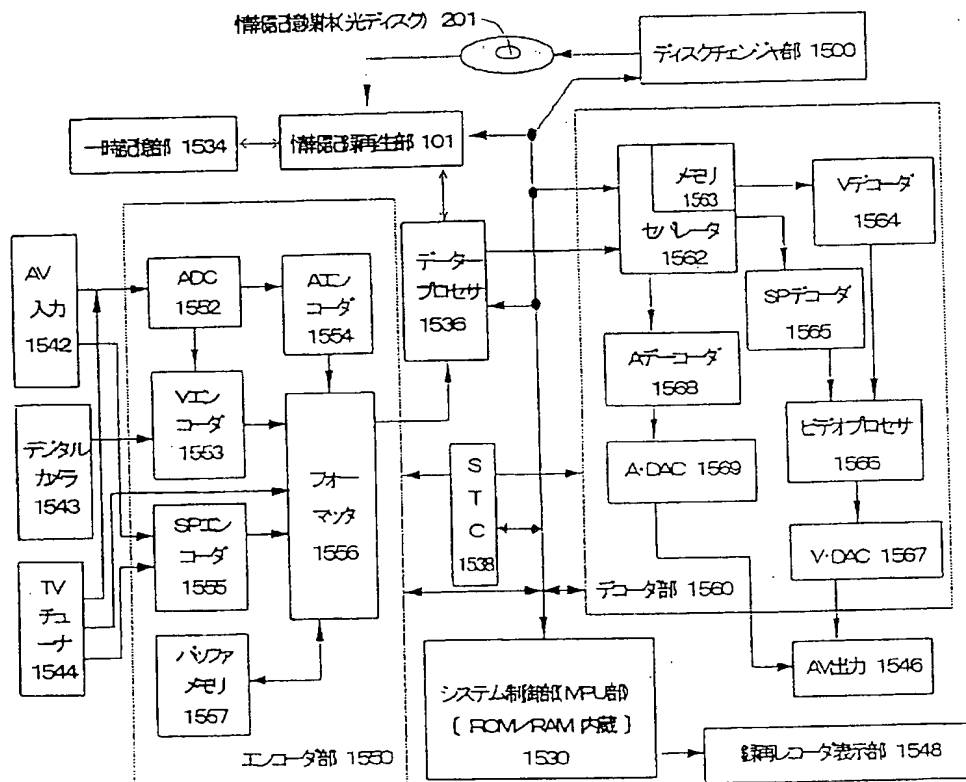 情報記憶媒体(光ディスク) 201
ディスクチェンジャ部 1500
一時記憶部 1534
情報記録再生部 101
メモリ
1563
セパレータ
1562
Vデコーダ
1564
AV
入力
1542
ADC
1552
Aエン
コーダ
1554
データー
プロセサ
1536
SPデコーダ
1565
Aデーコーダ
1568
Vエン
コーダ
1553
デジタル
カメラ
1543
フォー
マッタ
1556
ビデオプロセサ
1566
S
T
C
1538
A・DAC 1569
SPエン
コーダ
1555
V・DAC 1567
デコーダ部 1560
TV
チュ
ーナ
1544
バッファ
メモリ
1557
AV出力 1546
システム制御部(MPU部)
[ ROM/RAM 内蔵 ]
1530
エンコーダ部 1550
録再レコーダ表示部 1548